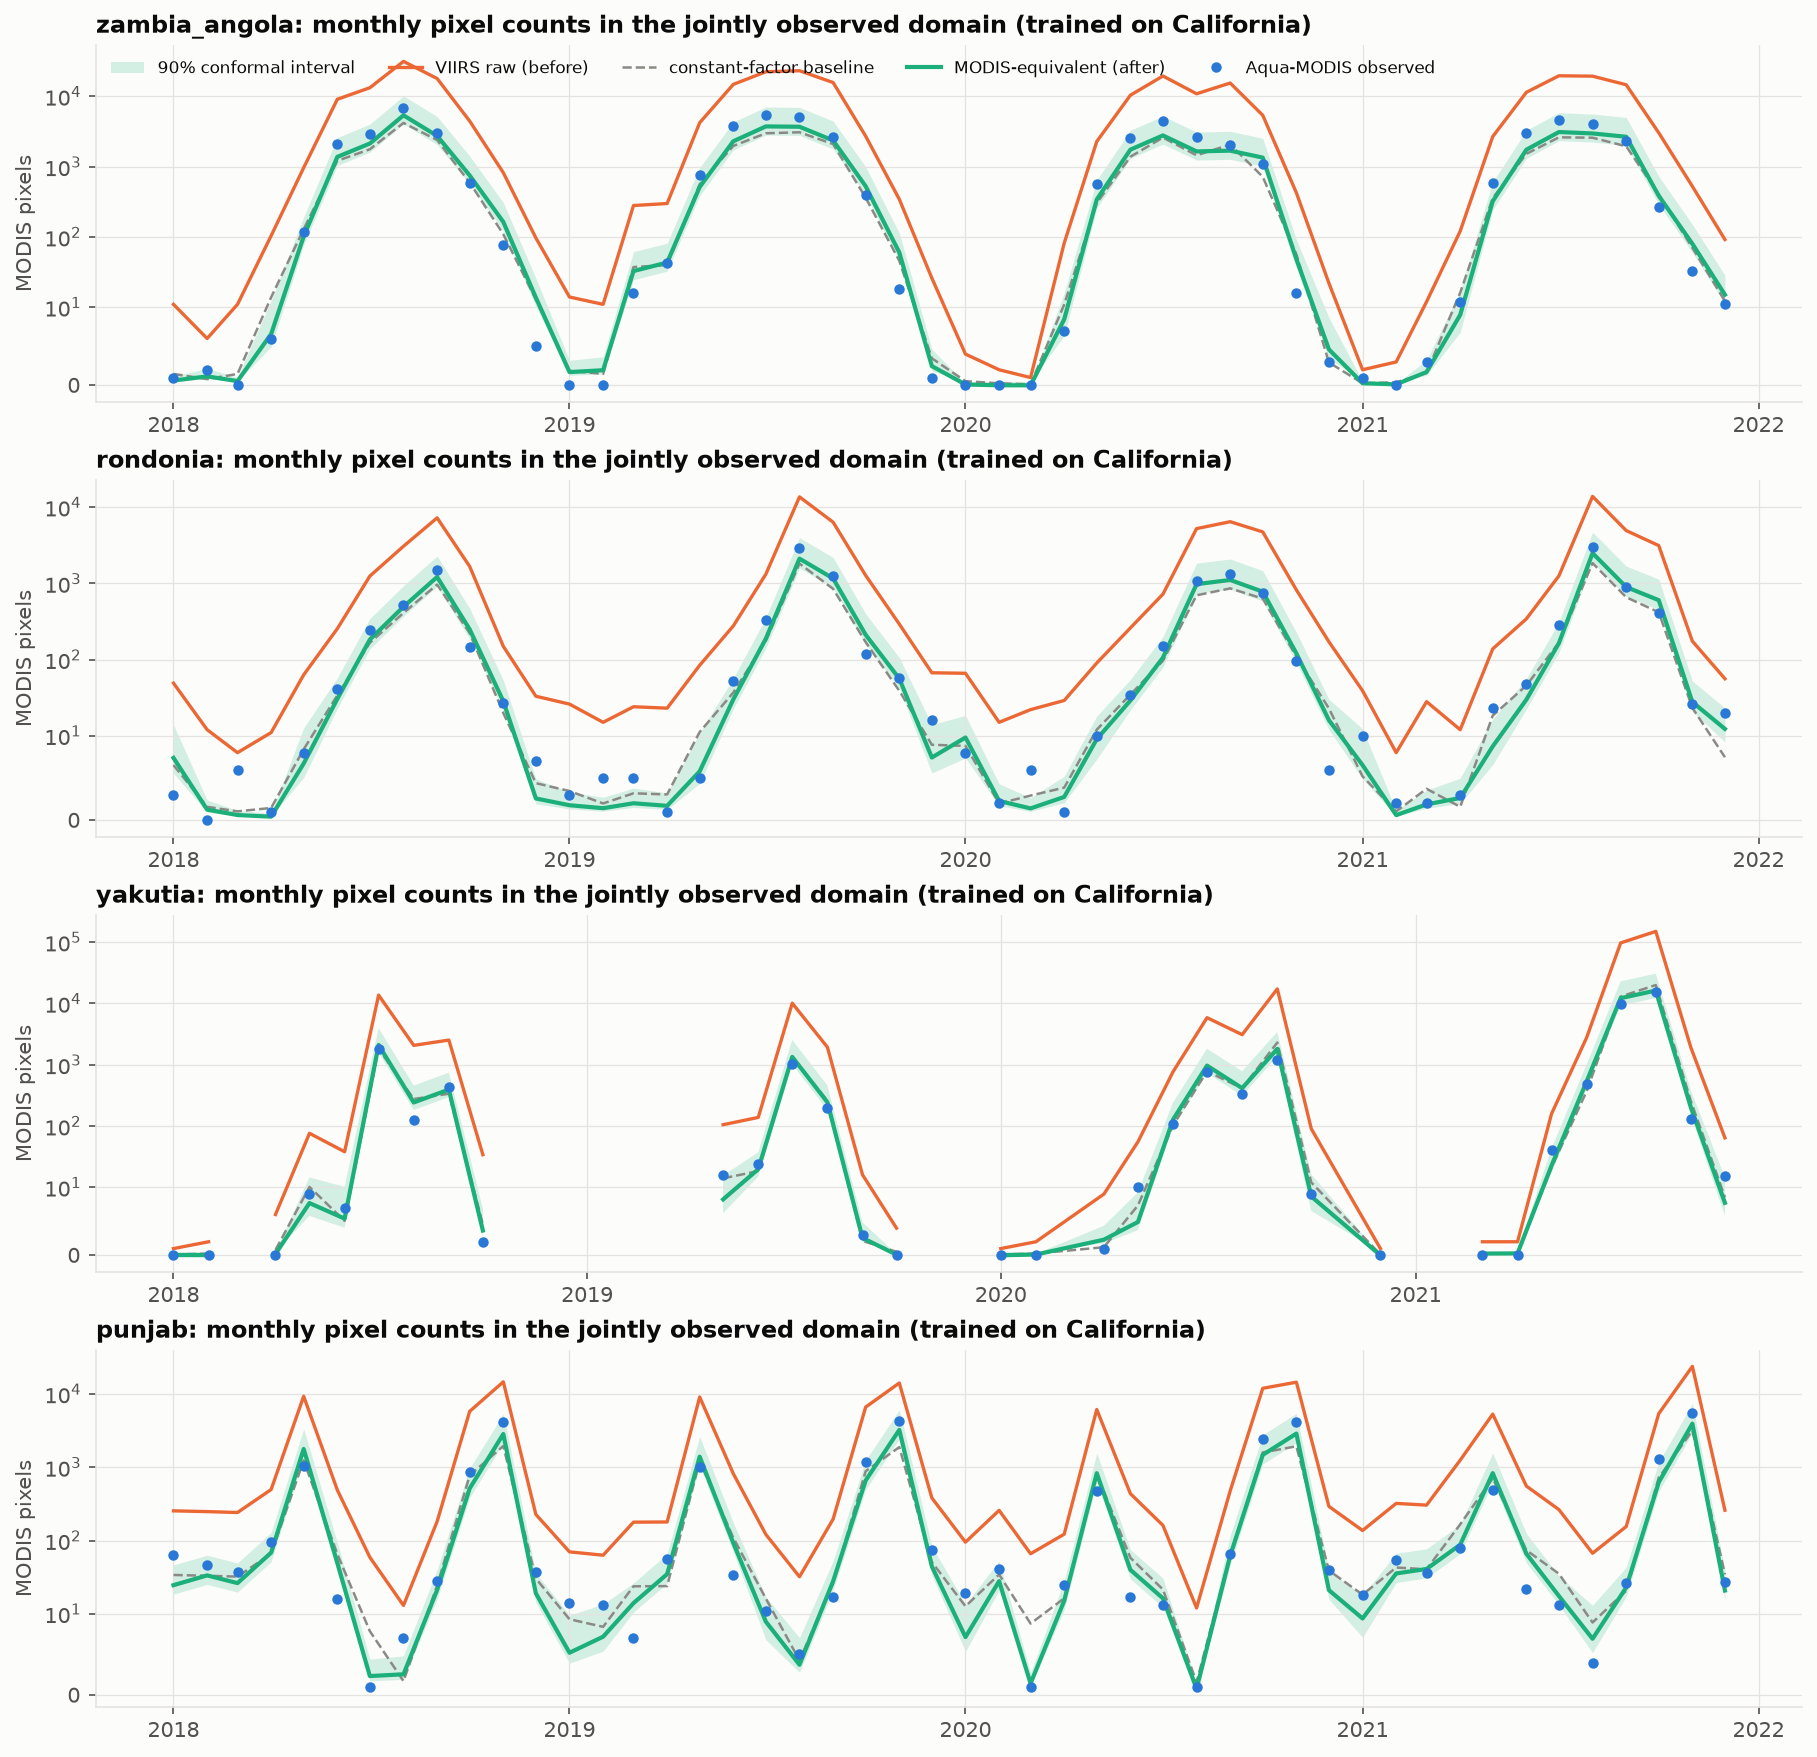 zambia_angola: monthly pixel counts in the jointly observed domain (trained on California)
90% conformal interval VIIRS raw (before) constant-factor baseline MODIS-equivalent (after) Aqua-MODIS observed
MODIS pixels
10⁴
10³
10²
10¹
0
2018 2019 2020 2021 2022
rondonia: monthly pixel counts in the jointly observed domain (trained on California)
MODIS pixels
10⁴
10³
10²
10¹
0
2018 2019 2020 2021 2022
yakutia: monthly pixel counts in the jointly observed domain (trained on California)
MODIS pixels
10⁵
10⁴
10³
10²
10¹
0
2018 2019 2020 2021
punjab: monthly pixel counts in the jointly observed domain (trained on California)
MODIS pixels
10⁴
10³
10²
10¹
0
2018 2019 2020 2021 2022